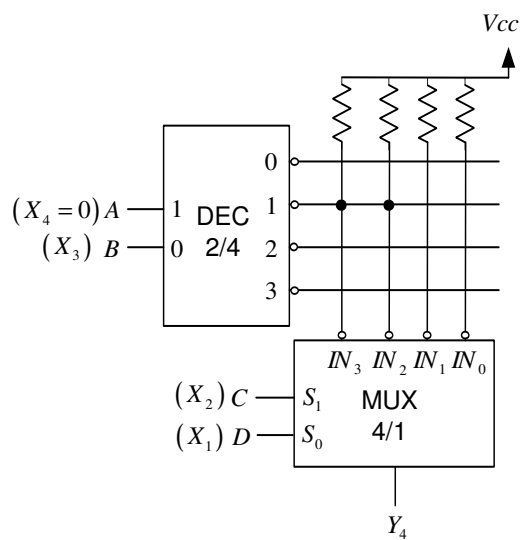 Vcc
0
(X₄ = 0) A 1 DEC 1
(X₃) B 0 2/4 2
3
IN₃ IN₂ IN₁ IN₀
(X₂) C S₁ MUX
(X₁) D S₀ 4/1
Y₄